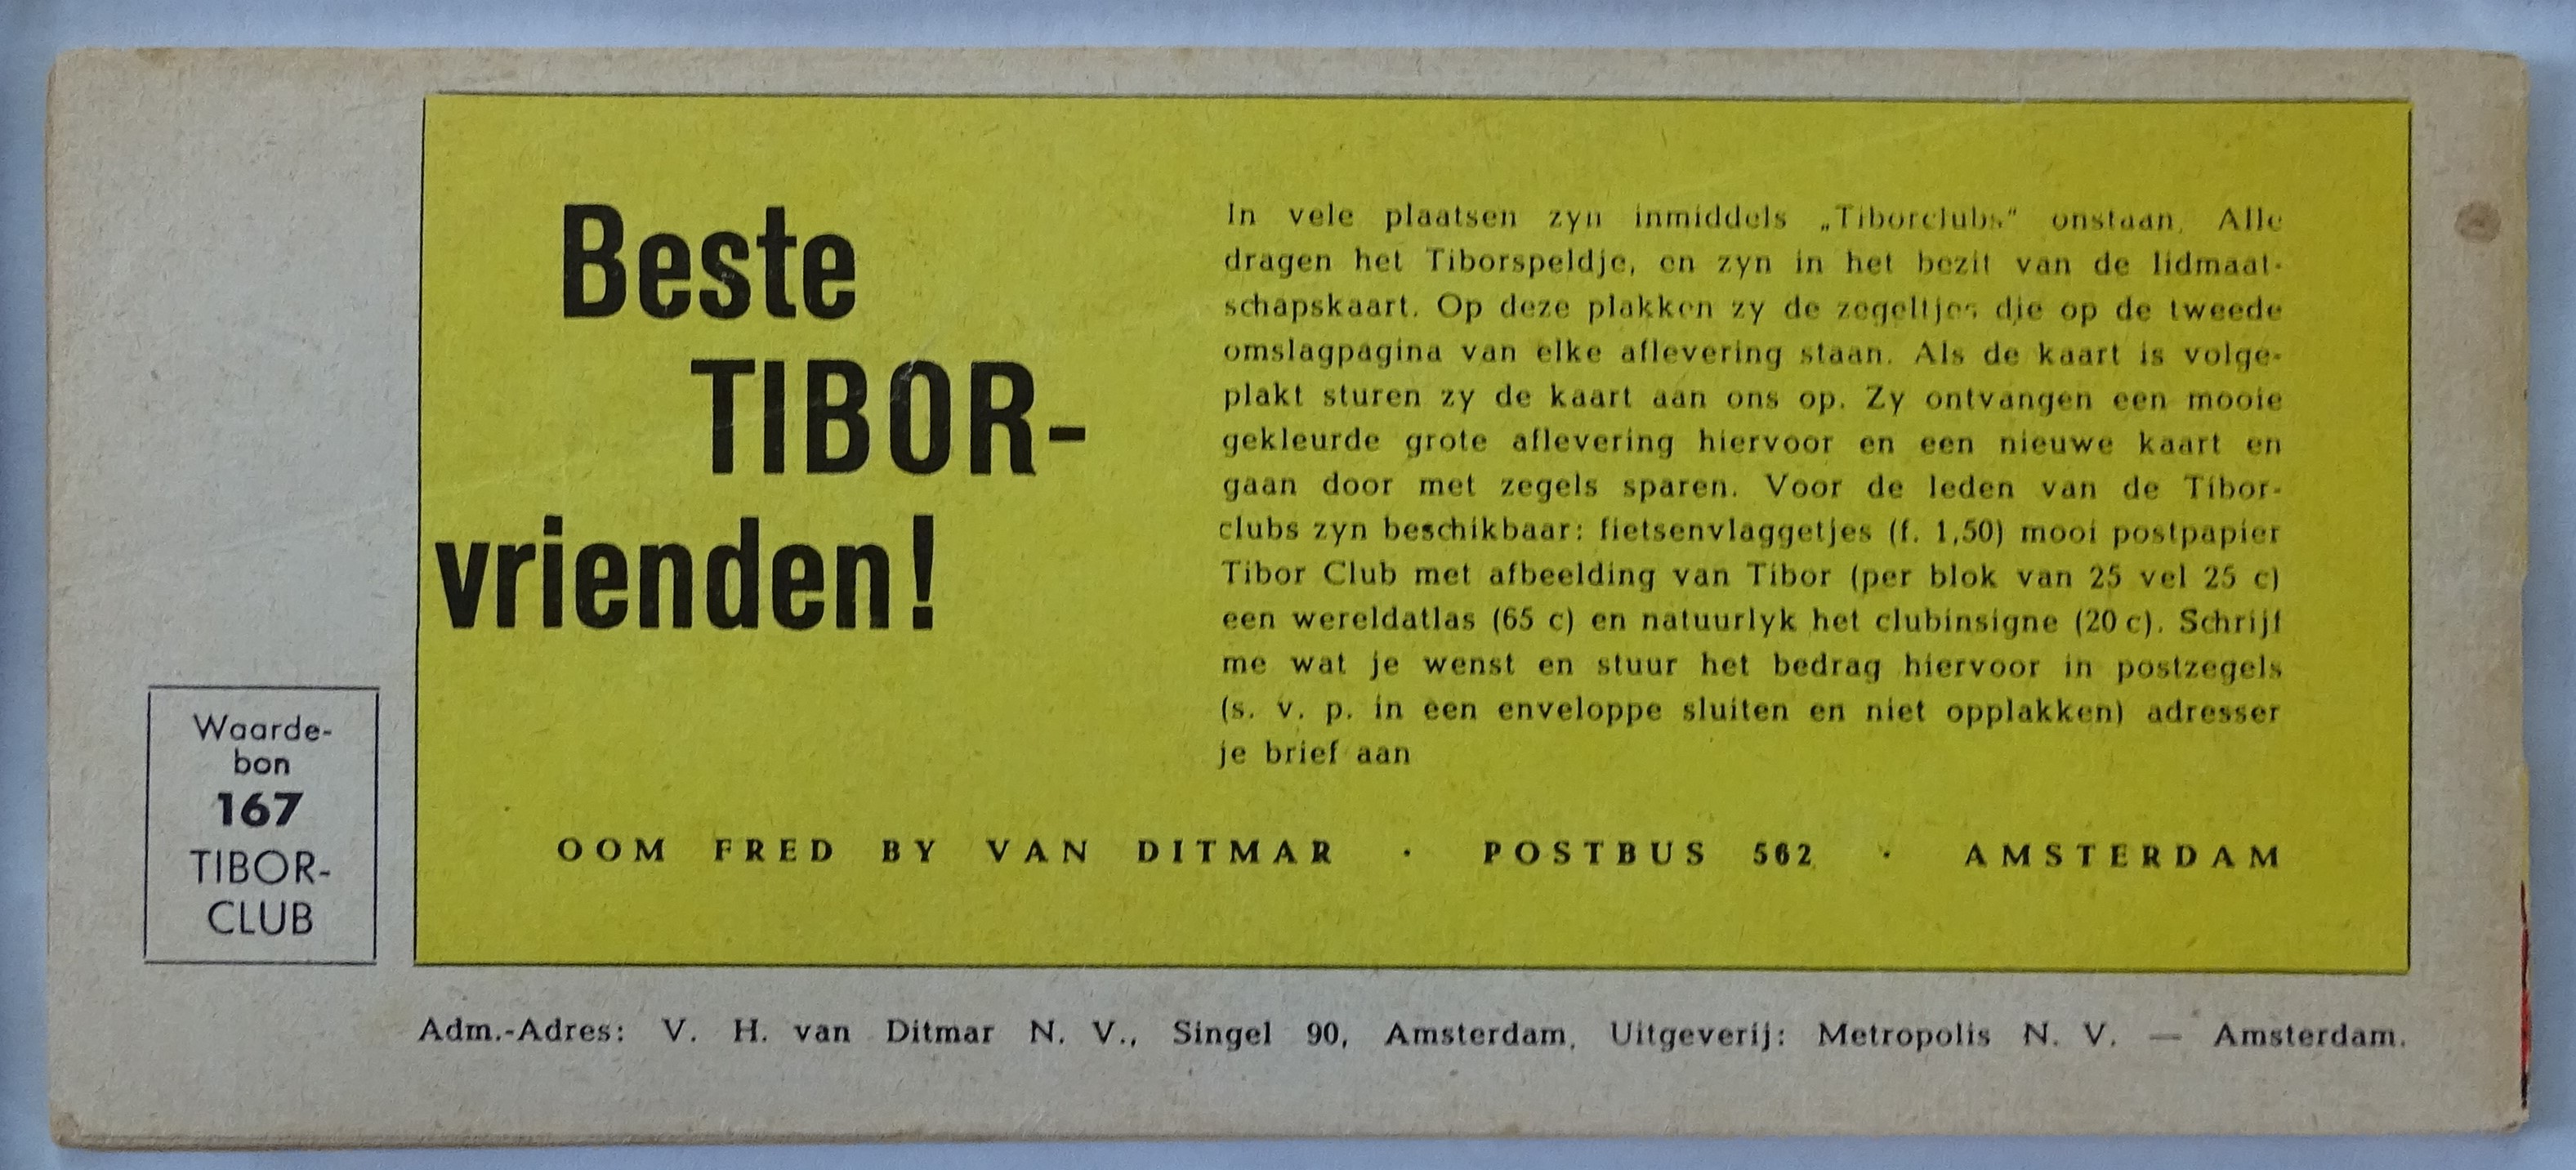 Beste
TIBOR-
vrienden!
In vele plaatsen zyn inmiddels „Tiborclubs" onstaan. Alle
dragen het Tiborspeldje, en zyn in het bezit van de lidmaat-
schapskaart. Op deze plakken zy de zegeltjes die op de tweede
omslagpagina van elke aflevering staan. Als de kaart is volge-
plakt sturen zy de kaart aan ons op. Zy ontvangen een mooie
gekleurde grote aflevering hiervoor en een nieuwe kaart en
gaan door met zegels sparen. Voor de leden van de Tibor-
clubs zyn beschikbaar: fietsenvlaggetjes (f. 1,50) mooi postpapier
Tibor Club met afbeelding van Tibor (per blok van 25 vel 25 c)
een wereldatlas (65 c) en natuurlyk het clubinsigne (20 c). Schrijf
me wat je wenst en stuur het bedrag hiervoor in postzegels
(s. v. p. in een enveloppe sluiten en niet opplakken) adresser
je brief aan
OOM FRED BY VAN DITMAR · POSTBUS 562 · AMSTERDAM
Waarde-
bon
167
TIBOR-
CLUB
Adm.-Adres: V. H. van Ditmar N. V., Singel 90, Amsterdam, Uitgeverij: Metropolis N. V. — Amsterdam.